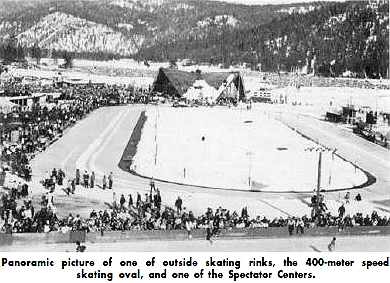 Panoramic picture of one of outside skating rinks, the 400-meter speed
skating oval, and one of the Spectator Centers.